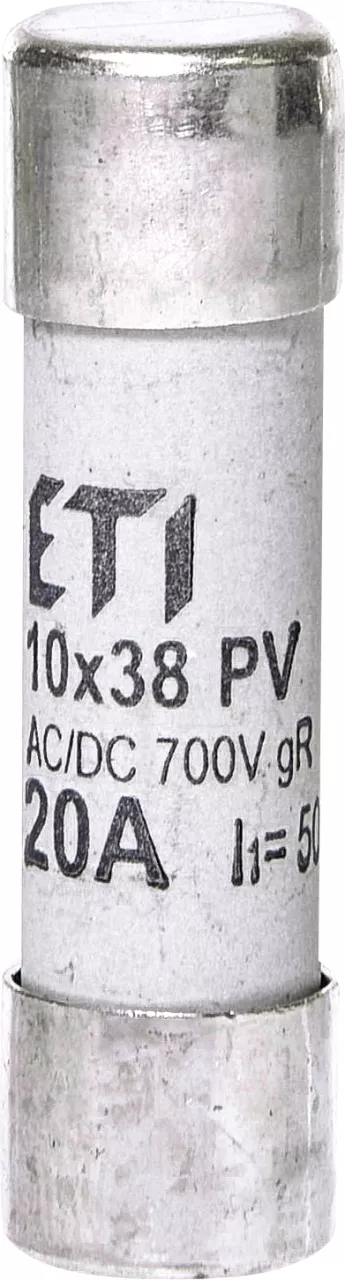 ETI
10x38 PV
AC/DC 700V gR
20A I1= 50